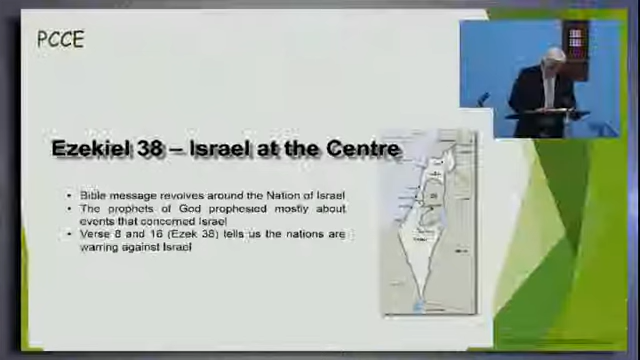 PCCE
Ezekiel 38 – Israel at the Centre
• Bible message revolves around the Nation of Israel
• The prophets of God prophesied mostly about
events that concerned Israel
• Verse 8 and 16 (Ezek 38) tells us the nations are
warring against Israel